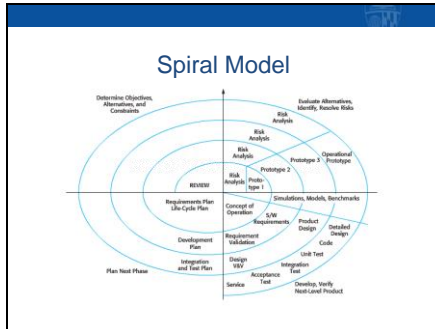 Spiral Model
Determine Objectives,
Alternatives, and
Constraints
Evaluate Alternatives,
Identify, Resolve Risks
Risk
Analysis
Risk
Analysis
Risk
Analysis
Risk
Analysis
Proto-
type 1
Prototype 2
Prototype 3
Operational
Prototype
REVIEW
Requirements Plan
Life-Cycle Plan
Concept of
Operation
Simulations, Models, Benchmarks
S/W
Requirements
Product
Design
Detailed
Design
Development
Plan
Requirement
Validation
Code
Unit Test
Integration
and Test Plan
Design
V&V
Integration
Test
Plan Next Phase
Acceptance
Test
Service
Develop, Verify
Next-Level Product